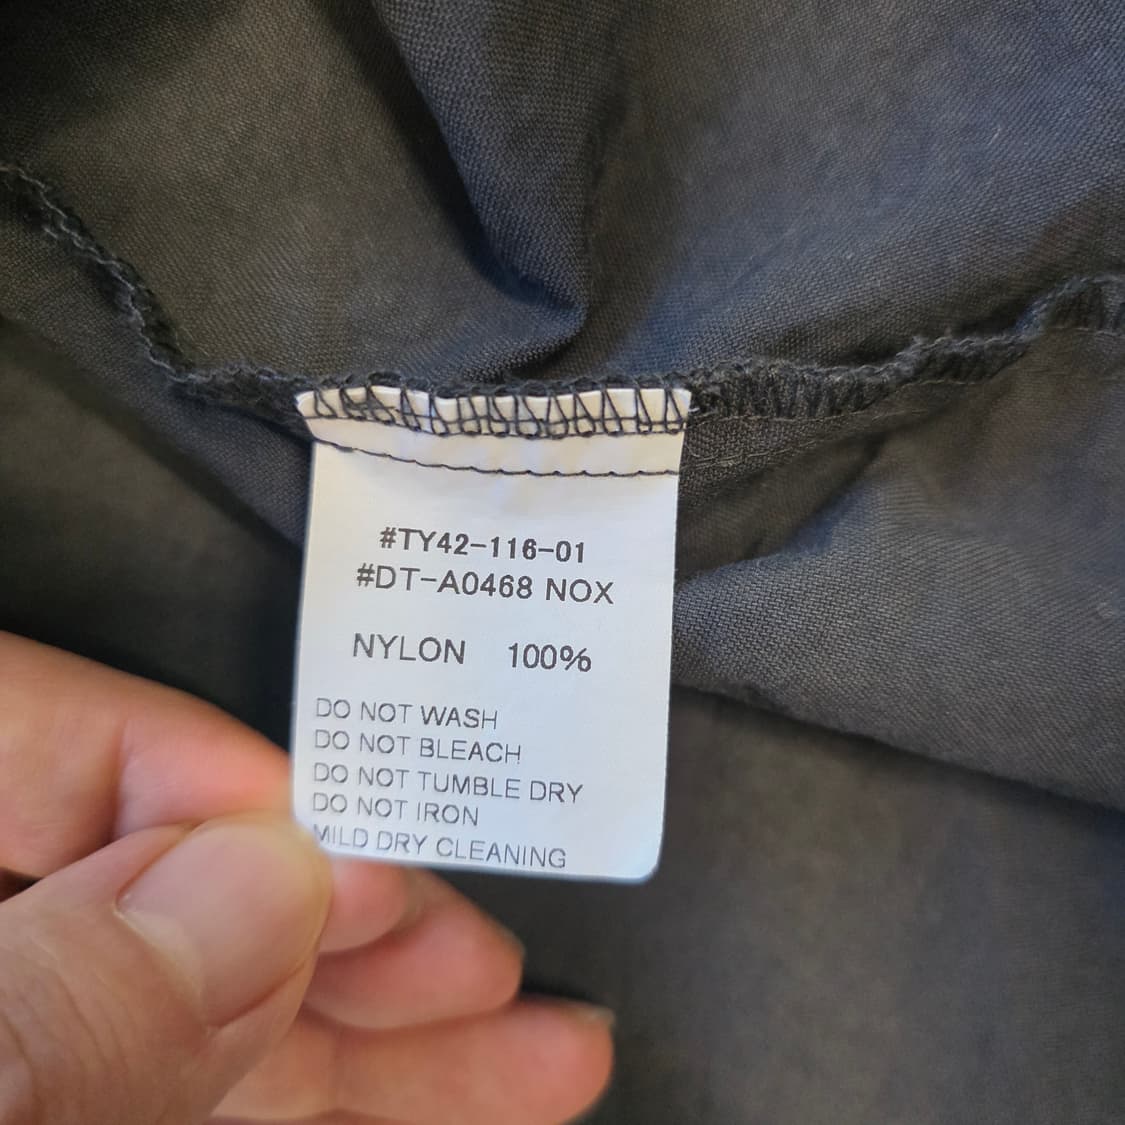 #TY42-116-01
#DT-A0468 NOX
NYLON 100%
DO NOT WASH
DO NOT BLEACH
DO NOT TUMBLE DRY
DO NOT IRON
MILD DRY CLEANING